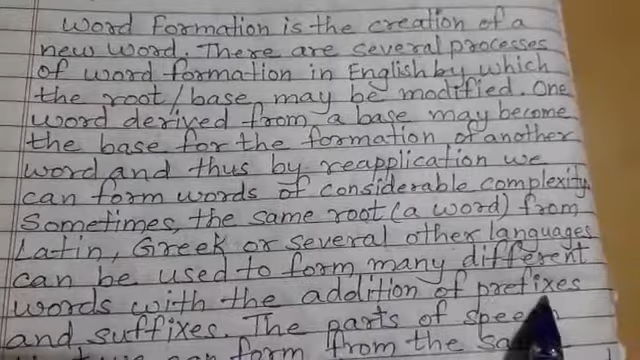 Word formation is the creation of a
new word. There are several processes
of word formation in English by which
the root/base may be modified. One
word derived from a base may become
the base for the formation of another
word and thus by reapplication we
can form words of considerable complexity.
Sometimes, the same root (a word) from
Latin, Greek or several other languages
can be used to form many different
words with the addition of prefixes
and suffixes. The parts of
can form from the